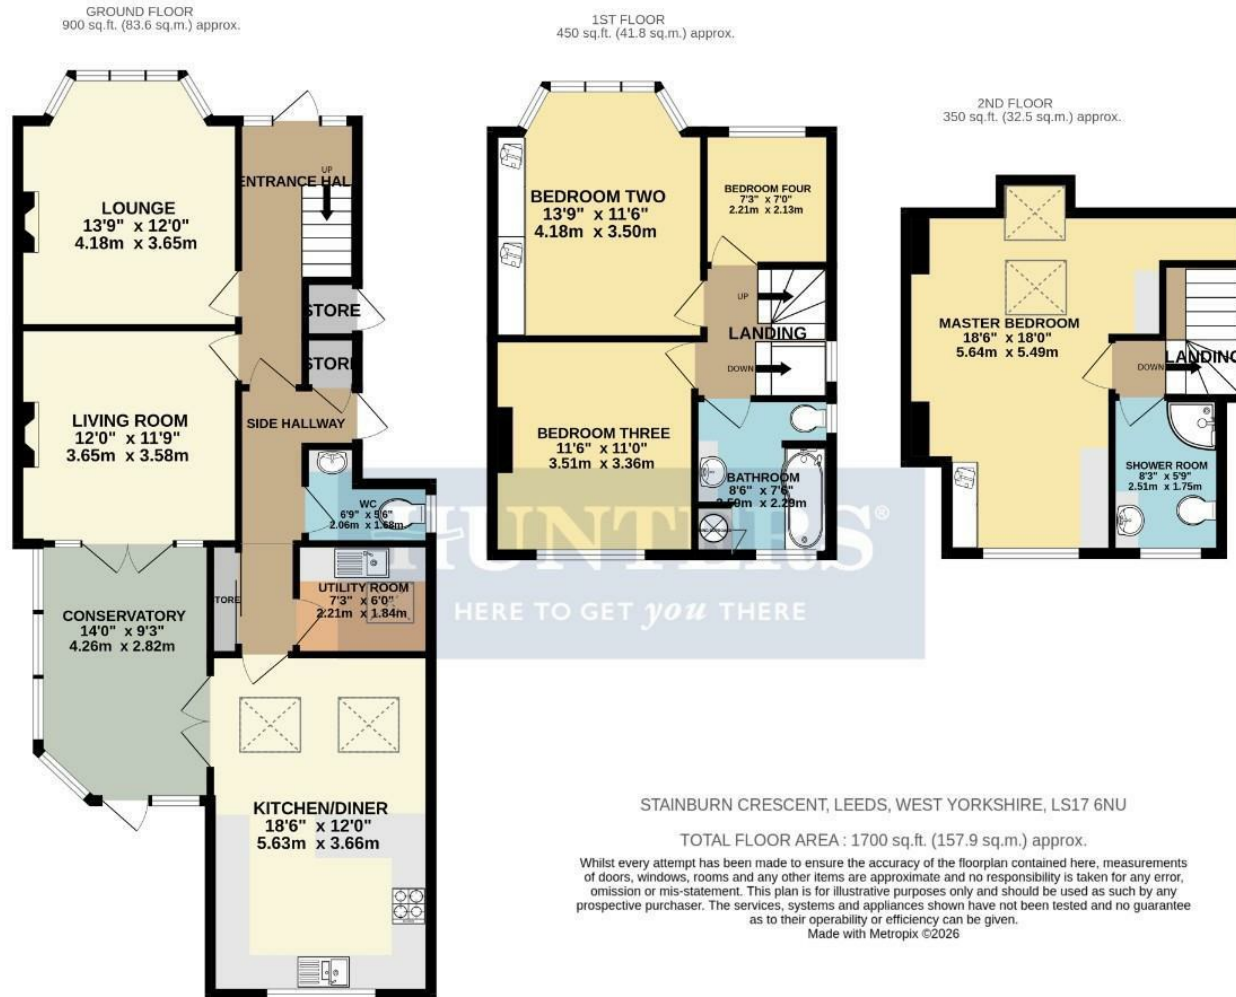 GROUND FLOOR
900 sq.ft. (83.6 sq.m.) approx.
LOUNGE
13'9" x 12'0"
4.18m x 3.65m
ENTRANCE HAL
UP
STORE
STORE
LIVING ROOM
12'0" x 11'9"
3.65m x 3.58m
SIDE HALLWAY
WC
6'9" x 5'6"
2.06m x 1.68m
UTILITY ROOM
7'3" x 6'0"
2.21m x 1.84m
TORE
CONSERVATORY
14'0" x 9'3"
4.26m x 2.82m
KITCHEN/DINER
18'6" x 12'0"
5.63m x 3.66m
1ST FLOOR
450 sq.ft. (41.8 sq.m.) approx.
BEDROOM TWO
13'9" x 11'6"
4.18m x 3.50m
BEDROOM FOUR
7'3" x 7'0"
2.21m x 2.13m
UP
LANDING
DOWN
BEDROOM THREE
11'6" x 11'0"
3.51m x 3.36m
BATHROOM
8'6" x 7'6"
2.29m
2ND FLOOR
350 sq.ft. (32.5 sq.m.) approx.
MASTER BEDROOM
18'6" x 18'0"
5.64m x 5.49m
LANDING
DOWN
SHOWER ROOM
8'3" x 5'9"
2.51m x 1.75m
HUNTERS®
HERE TO GET you THERE
STAINBURN CRESCENT, LEEDS, WEST YORKSHIRE, LS17 6NU
TOTAL FLOOR AREA : 1700 sq.ft. (157.9 sq.m.) approx.
Whilst every attempt has been made to ensure the accuracy of the floorplan contained here, measurements
of doors, windows, rooms and any other items are approximate and no responsibility is taken for any error,
omission or mis-statement. This plan is for illustrative purposes only and should be used as such by any
prospective purchaser. The services, systems and appliances shown have not been tested and no guarantee
as to their operability or efficiency can be given.
Made with Metropix ©2026